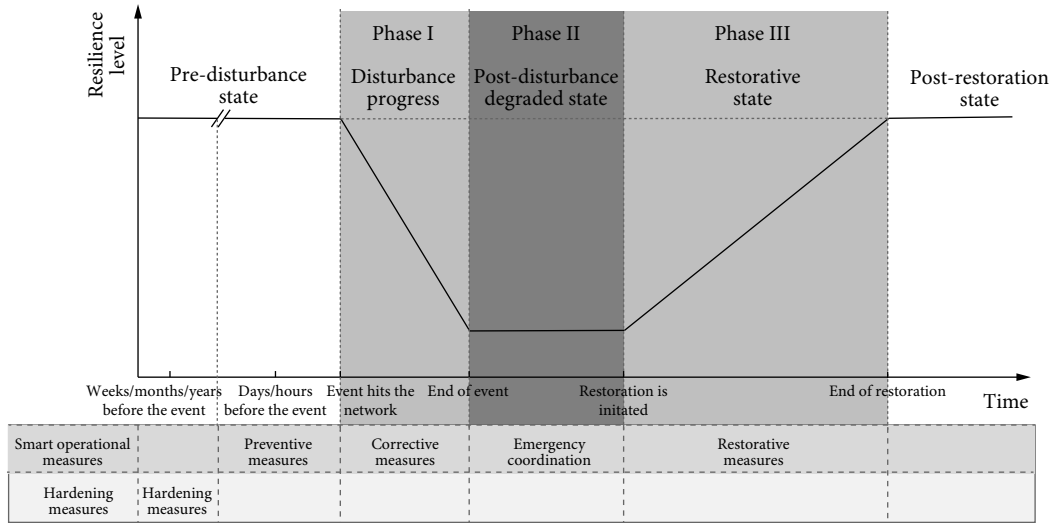 Resilience
level
Pre-disturbance
state
Phase I
Disturbance
progress
Phase II
Post-disturbance
degraded state
Phase III
Restorative
state
Post-restoration
state
Weeks/months/years
before the event
Days/hours
before the event
Event hits the
network
End of event
Restoration is
initated
End of restoration
Time
Smart operational
measures
Preventive
measures
Corrective
measures
Emergency
coordination
Restorative
measures
Hardening
measures
Hardening
measures